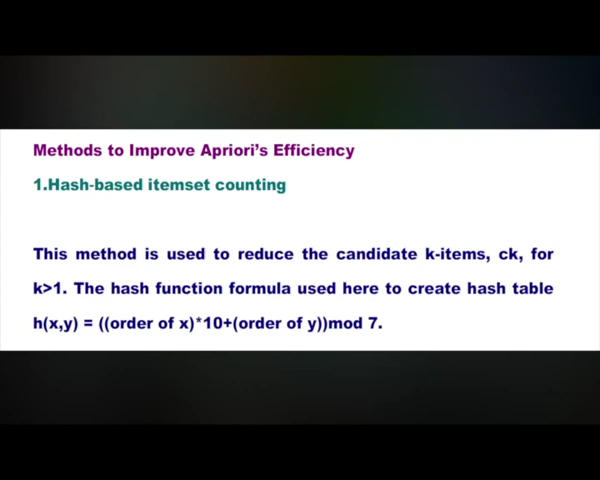 Methods to Improve Apriori's Efficiency
1.Hash-based itemset counting
This method is used to reduce the candidate k-items, ck, for
k>1. The hash function formula used here to create hash table
h(x,y) = ((order of x)*10+(order of y))mod 7.